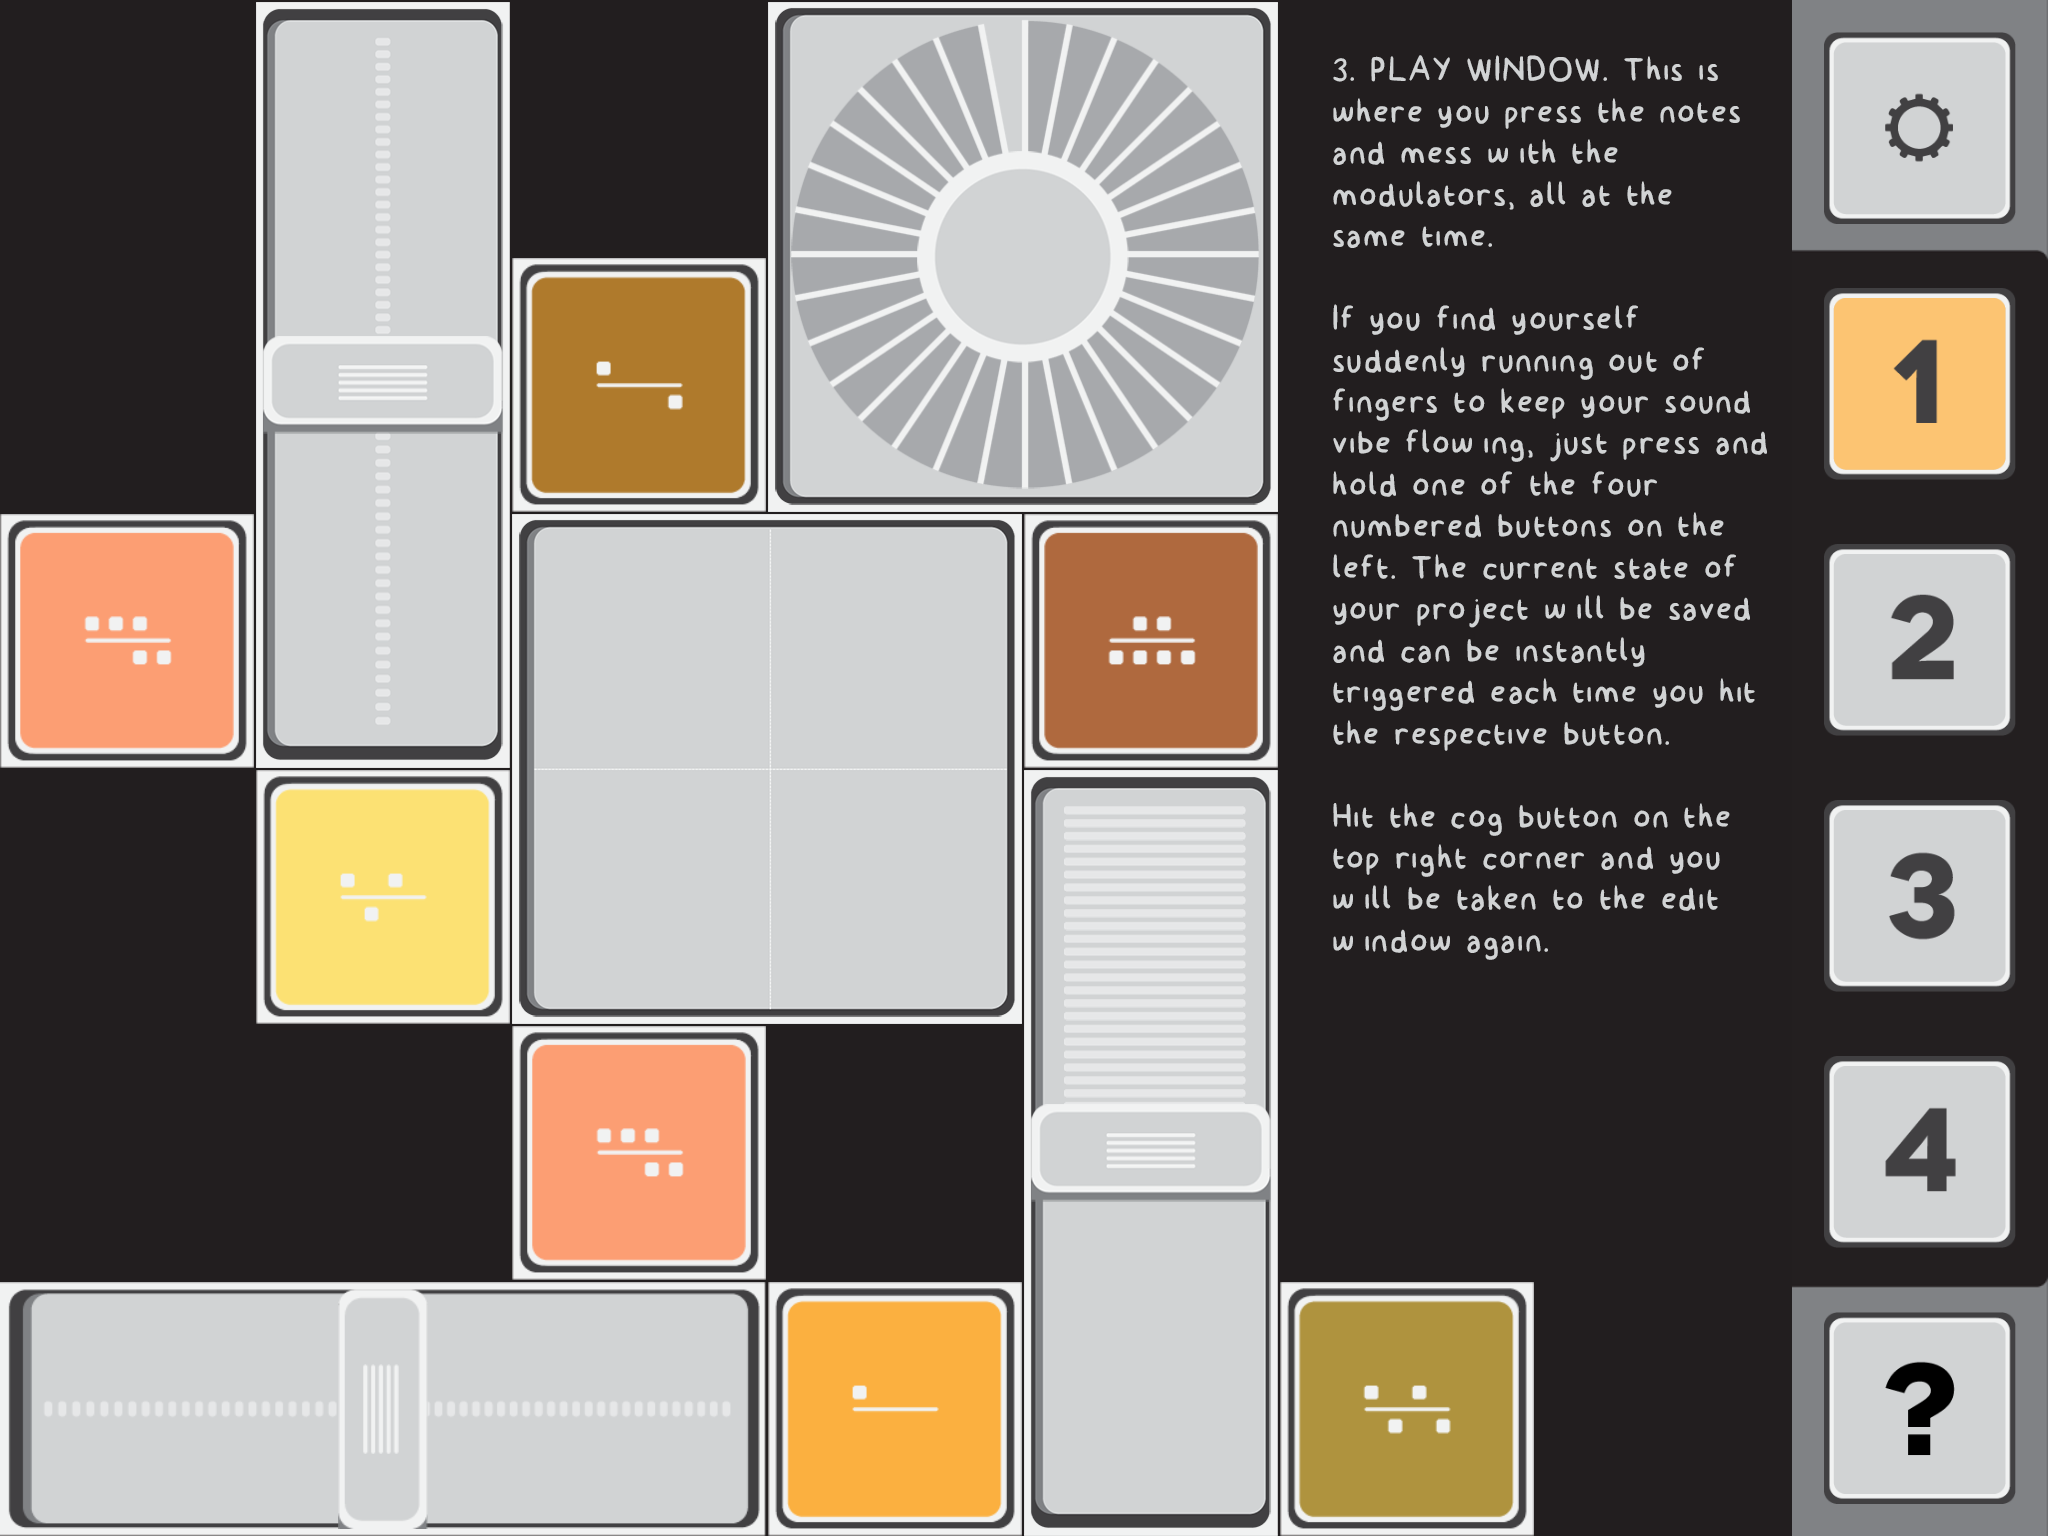 3. PLAY WINDOW. This is
where you press the notes
and mess with the
modulators, all at the
same time.
If you find yourself
suddenly running out of
fingers to keep your sound
vibe flowing, just press and
hold one of the four
numbered buttons on the
left. The current state of
your project will be saved
and can be instantly
triggered each time you hit
the respective button.
Hit the cog button on the
top right corner and you
will be taken to the edit
window again.
1
2
3
4
?